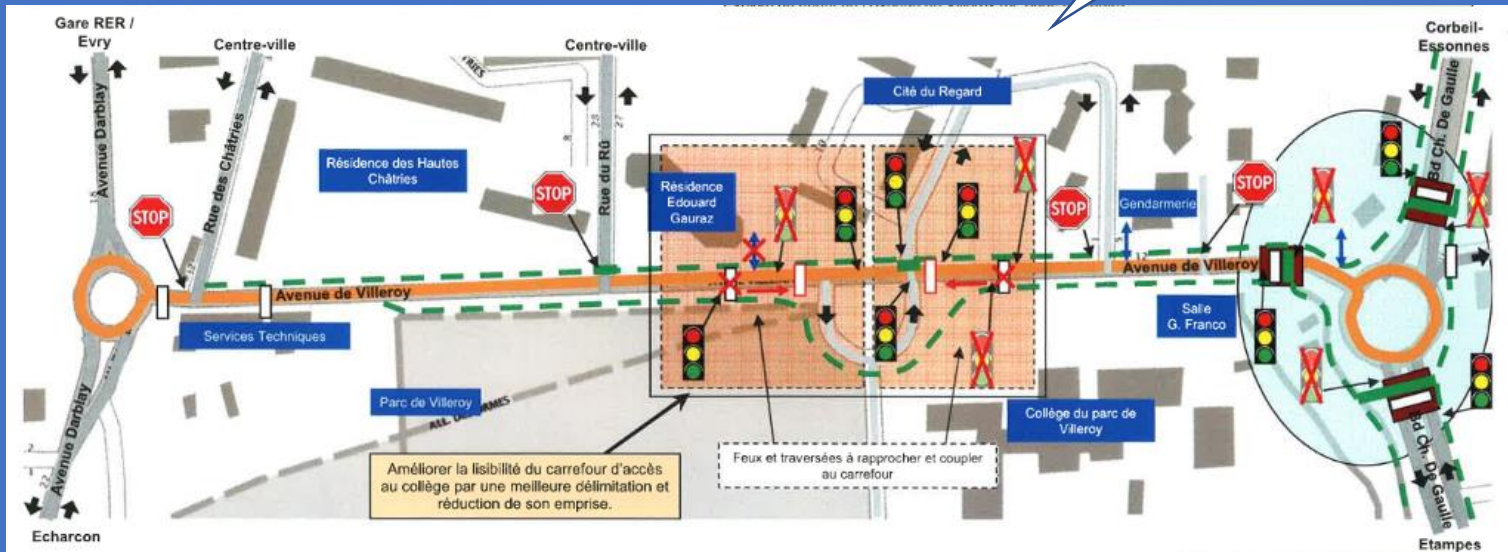 Gare RER /
Evry
Centre-ville
Centre-ville
Corbeil-
Essonnes
Cité du Regard
Avenue Darblay
Rue des Châtries
Résidence des Hautes
Châtries
Rue du Rû
28
27
Résidence
Edouard
Gauraz
Bd Ch. De Gaulle
STOP
STOP
STOP
STOP
Gendarmerie
12
Avenue de Villeroy
Avenue de Villeroy
Services Techniques
Salle
G. Franco
Parc de Villeroy
Collège du parc de
Villeroy
Avenue Darblay
22
Feux et traversées à rapprocher et coupler
au carrefour
Améliorer la lisibilité du carrefour d'accès
au collège par une meilleure délimitation et
réduction de son emprise.
Bd Ch. De Gaulle
Echarcon
Etampes